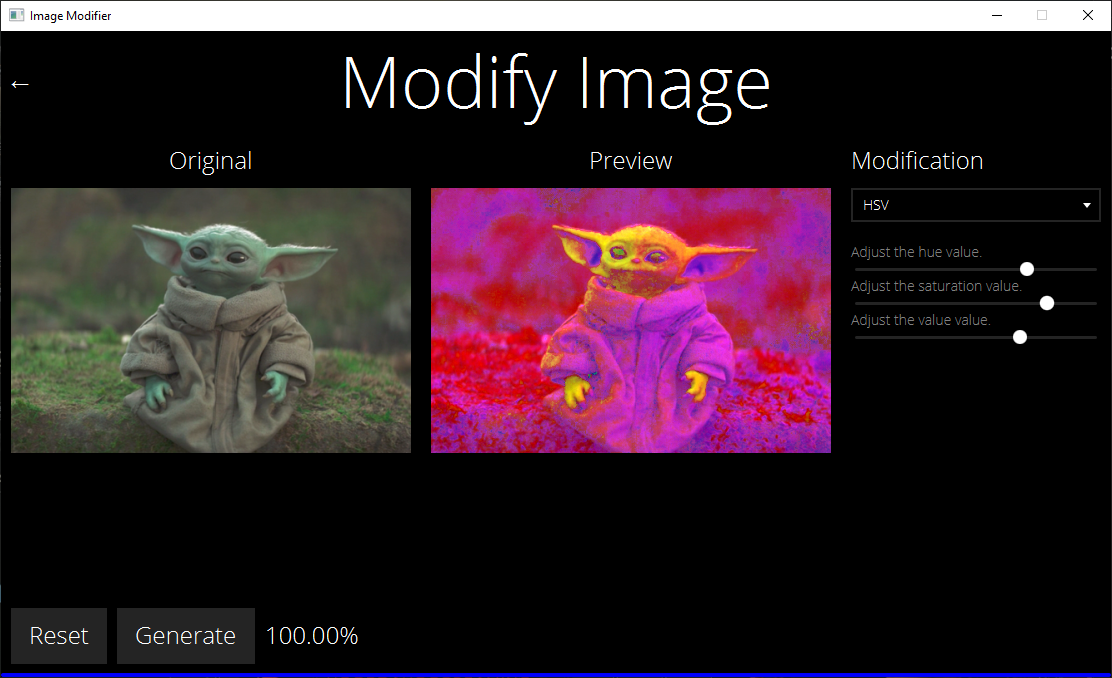 Image Modifier
←
Modify Image
Original
Preview
Modification
HSV
Adjust the hue value.
Adjust the saturation value.
Adjust the value value.
Reset
Generate
100.00%